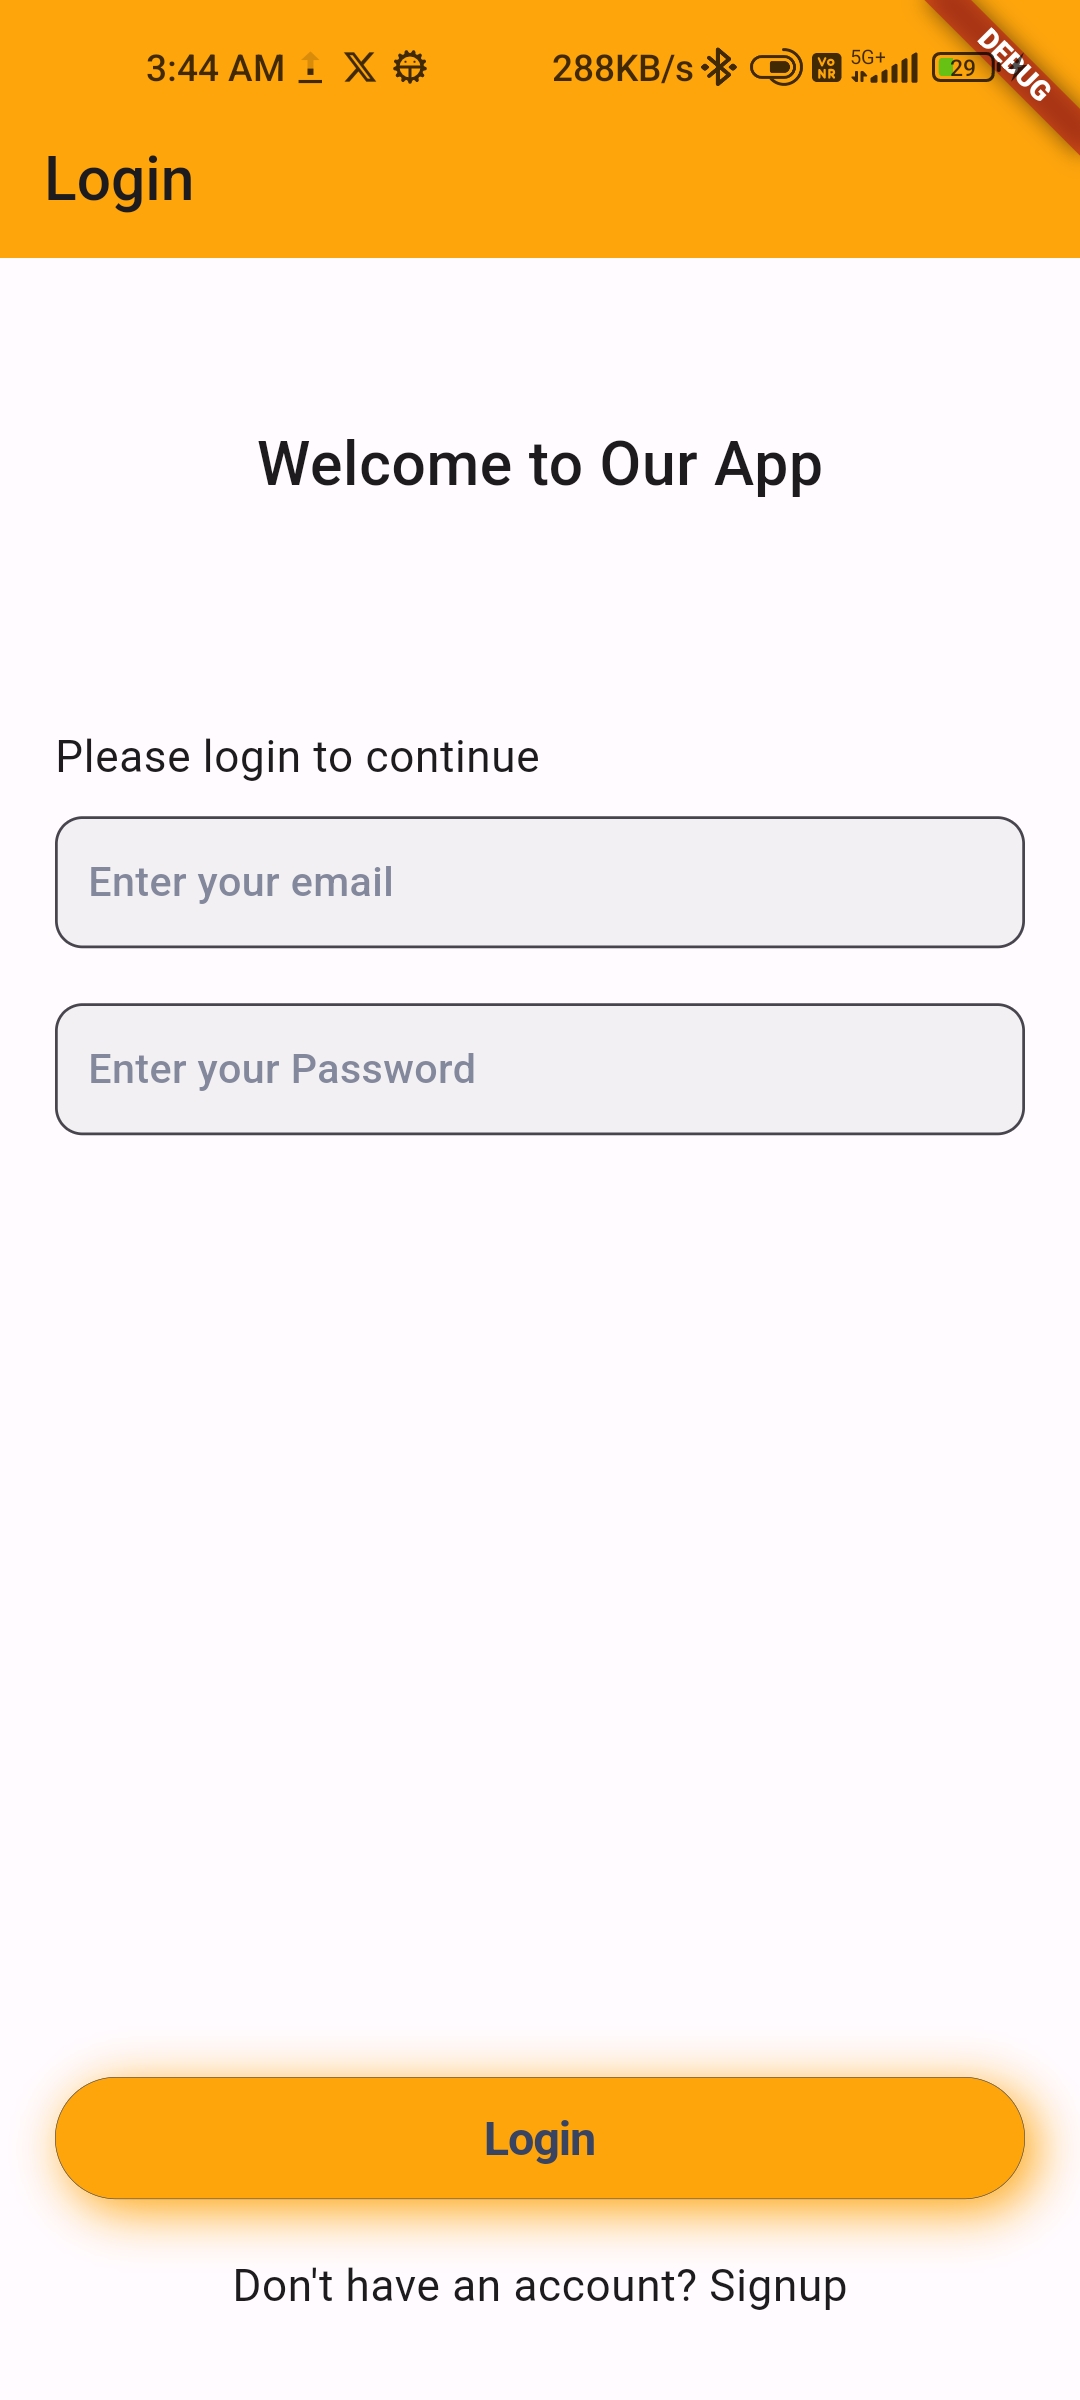 3:44 AM 288KB/s Vo NR 5G+ 29
DEBUG
Login
Welcome to Our App
Please login to continue
Enter your email
Enter your Password
Login
Don't have an account? Signup